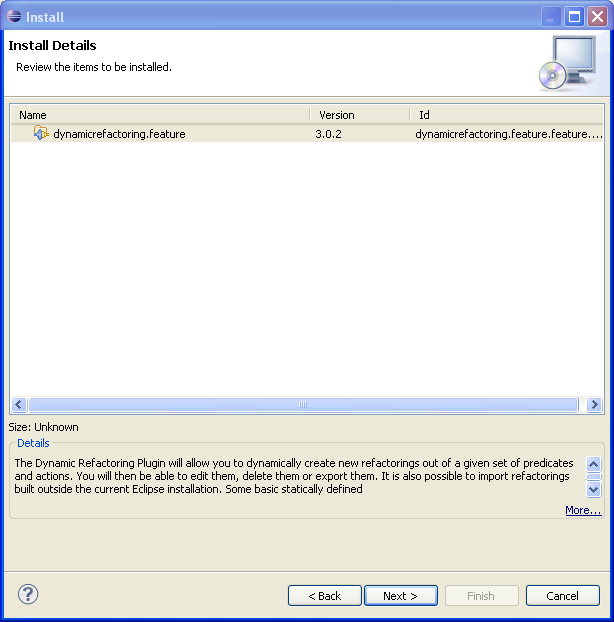 Install
Install Details
Review the items to be installed.
Name Version Id
dynamicrefactoring.feature 3.0.2 dynamicrefactoring.feature.feature....
Size: Unknown
Details
The Dynamic Refactoring Plugin will allow you to dynamically create new refactorings out of a given set of predicates
and actions. You will then be able to edit them, delete them or export them. It is also possible to import refactorings
built outside the current Eclipse installation. Some basic statically defined
More...
?
< Back Next > Finish Cancel